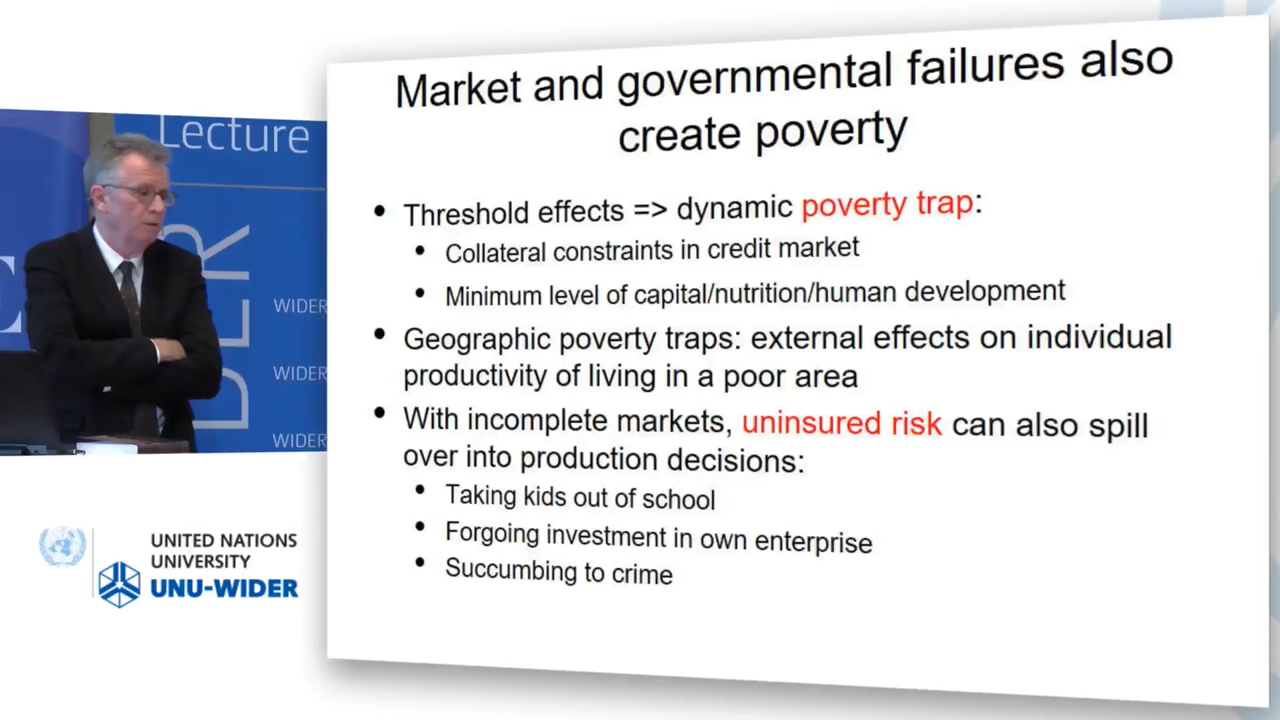 Lecture
WIDER
WIDER
WIDER
Market and governmental failures also
create poverty
• Threshold effects => dynamic poverty trap:
• Collateral constraints in credit market
• Minimum level of capital/nutrition/human development
• Geographic poverty traps: external effects on individual
productivity of living in a poor area
• With incomplete markets, uninsured risk can also spill
over into production decisions:
• Taking kids out of school
• Forgoing investment in own enterprise
• Succumbing to crime
UNITED NATIONS
UNIVERSITY
UNU-WIDER